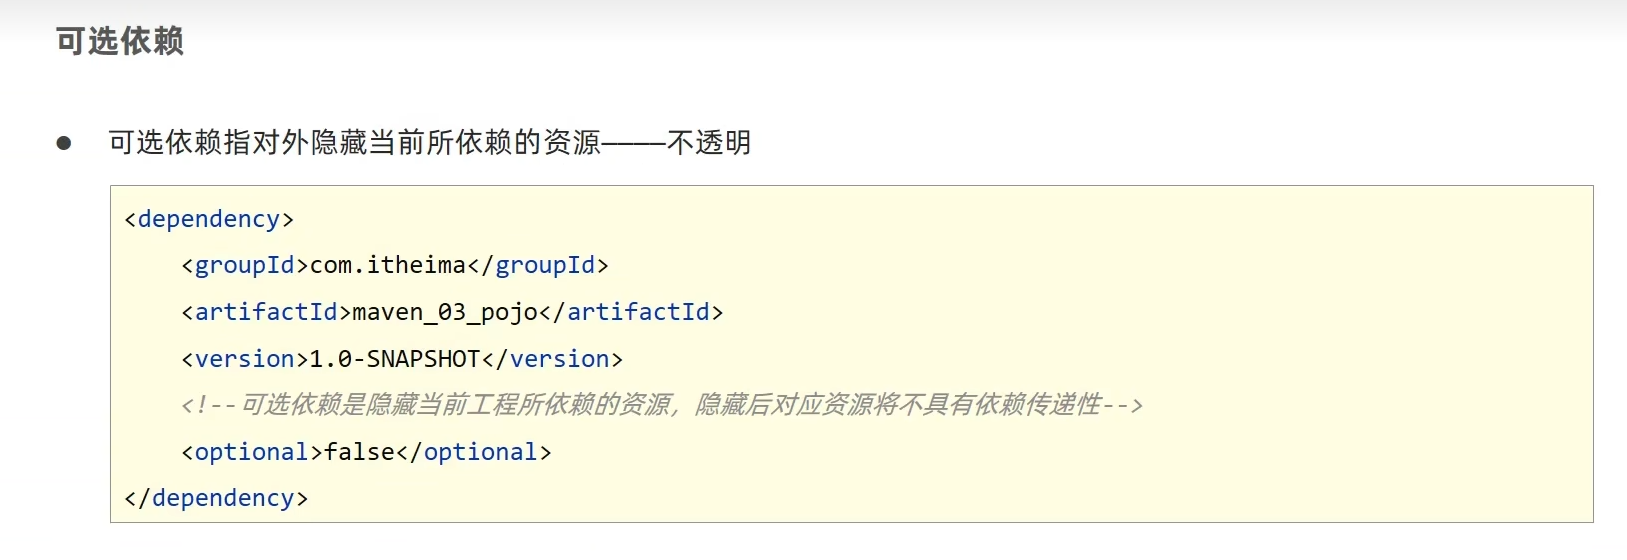 可选依赖
● 可选依赖指对外隐藏当前所依赖的资源————不透明
<dependency>
    <groupId>com.itheima</groupId>
    <artifactId>maven_03_pojo</artifactId>
    <version>1.0-SNAPSHOT</version>
    <!--可选依赖是隐藏当前工程所依赖的资源，隐藏后对应资源将不具有依赖传递性-->
    <optional>false</optional>
</dependency>